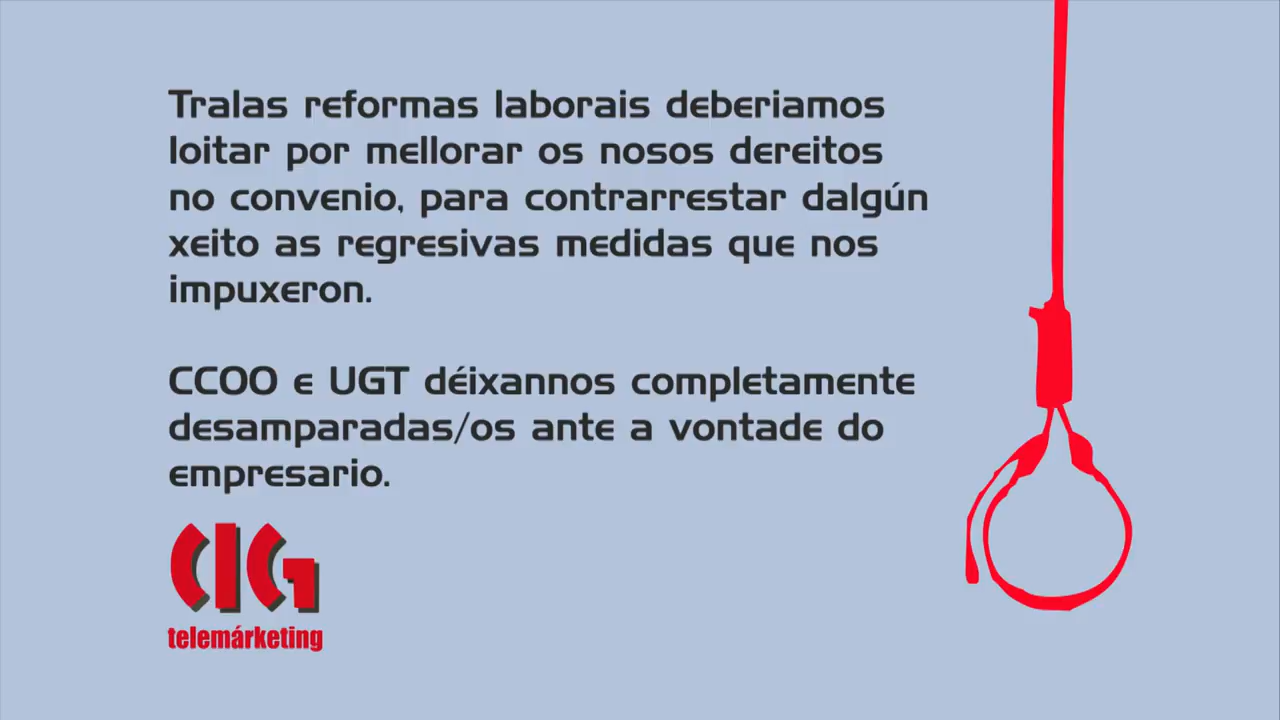 Tralas reformas laborais deberiamos
loitar por mellorar os nosos dereitos
no convenio, para contrarrestar dalgún
xeito as regresivas medidas que nos
impuxeron.
CCOO e UGT déixannos completamente
desamparadas/os ante a vontade do
empresario.
CIG
telemárketing